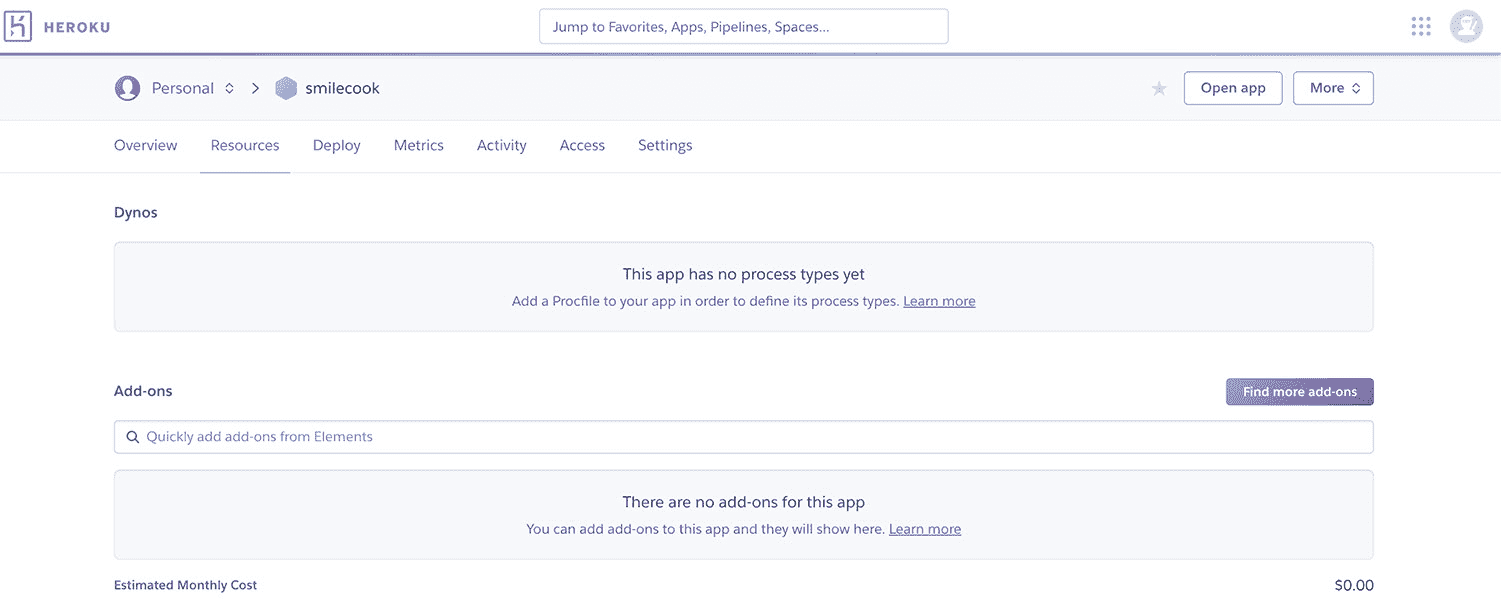 HEROKU
Jump to Favorites, Apps, Pipelines, Spaces...
Personal smilecook
Open app
More
Overview Resources Deploy Metrics Activity Access Settings
Dynos
This app has no process types yet
Add a Procfile to your app in order to define its process types. Learn more
Add-ons
Find more add-ons
Quickly add add-ons from Elements
There are no add-ons for this app
You can add add-ons to this app and they will show here. Learn more
Estimated Monthly Cost $0.00